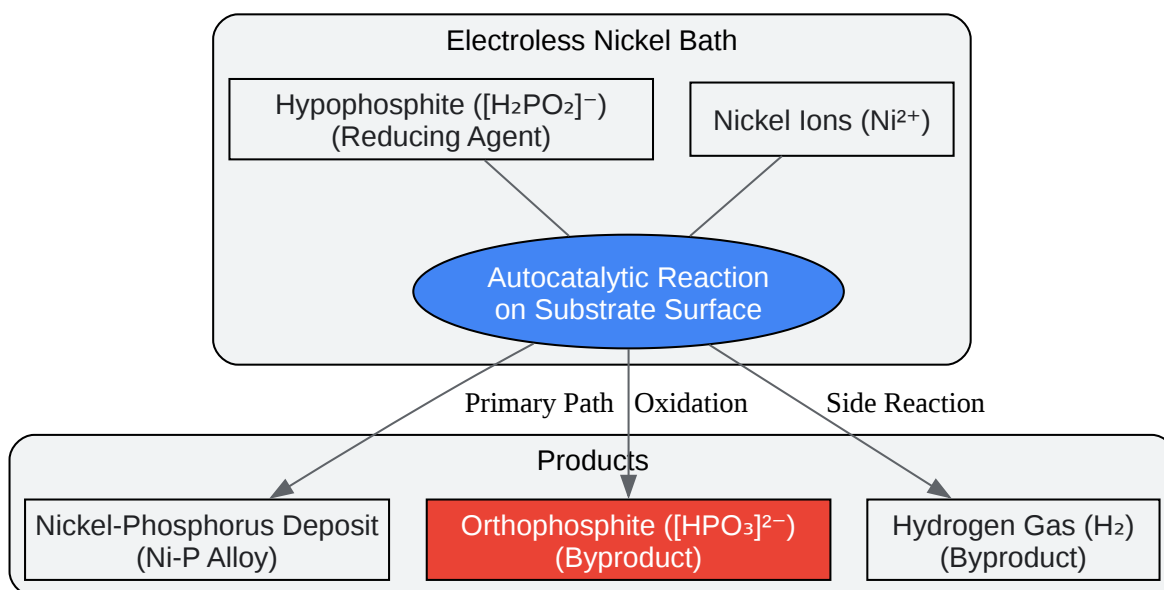 Electroless Nickel Bath
Hypophosphite ([H₂PO₂]⁻)
(Reducing Agent)
Nickel Ions (Ni²⁺)
Autocatalytic Reaction
on Substrate Surface
Primary Path
Oxidation
Side Reaction
Products
Nickel-Phosphorus Deposit
(Ni-P Alloy)
Orthophosphite ([HPO₃]²⁻)
(Byproduct)
Hydrogen Gas (H₂)
(Byproduct)